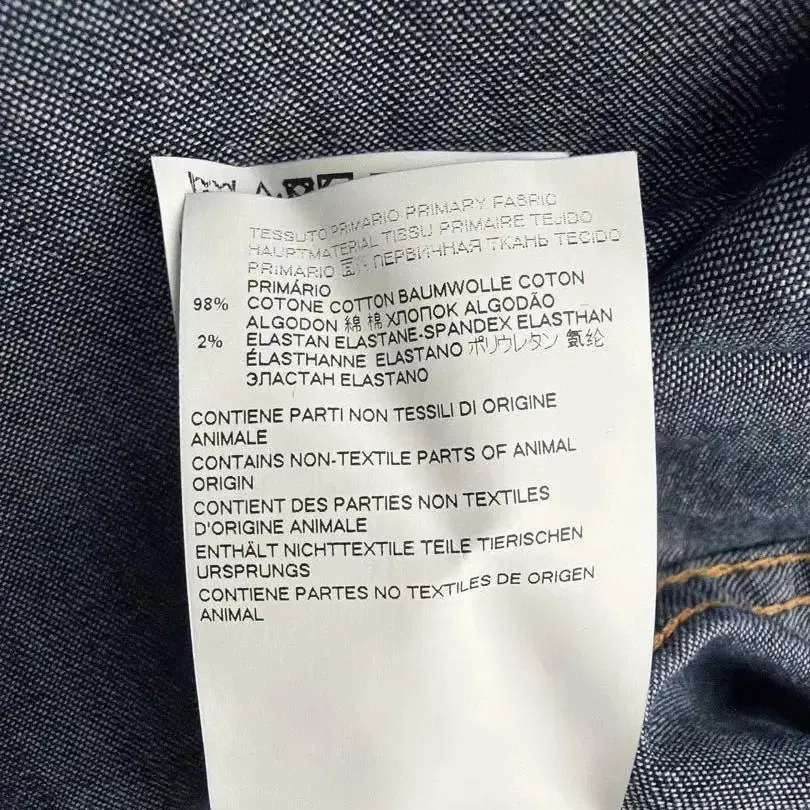 TESSUTO PRIMARIO PRIMARY FABRIC
HAUPTMATERIAL TISSU PRIMAIRE TEJIDO
PRIMARIO 面料 ПЕРВИЧНАЯ ТКАНЬ TECIDO
PRIMÁRIO
98% COTONE COTTON BAUMWOLLE COTON
ALGODON 綿 棉 ХЛОПОК ALGODÃO
2% ELASTAN ELASTANE-SPANDEX ELASTHAN
ÉLASTHANNE ELASTANO ポリウレタン 氨纶
ЭЛАСТАН ELASTANO
CONTIENE PARTI NON TESSILI DI ORIGINE
ANIMALE
CONTAINS NON-TEXTILE PARTS OF ANIMAL
ORIGIN
CONTIENT DES PARTIES NON TEXTILES
D'ORIGINE ANIMALE
ENTHÄLT NICHTTEXTILE TEILE TIERISCHEN
URSPRUNGS
CONTIENE PARTES NO TEXTILES DE ORIGEN
ANIMAL